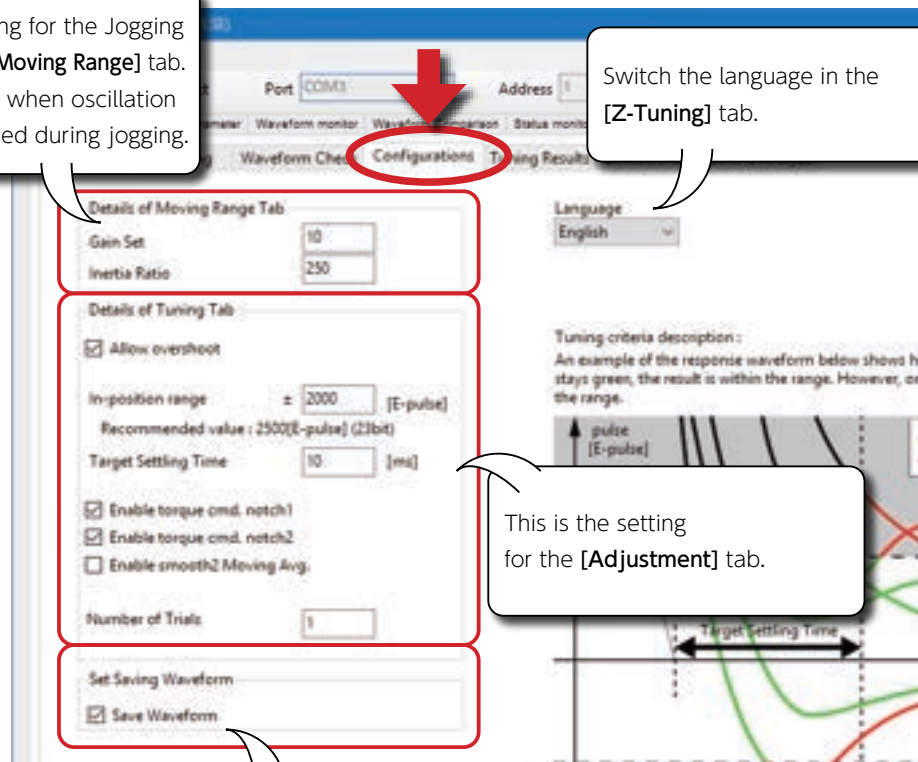 ng for the Jogging
Moving Range] tab.
when oscillation
ed during jogging.
Port COM3
Address 1
Switch the language in the
[Z-Tuning] tab.
Waveform monitor
Waveform Check Configurations Tuning Results
Details of Moving Range Tab
Gain Set 10
Inertia Ratio 250
Language
English
Details of Tuning Tab
Allow overshoot
In-position range ± 2000 [E-pulse]
Recommended value : 2500[E-pulse] (23bit)
Target Settling Time 10 [ms]
Enable torque cmd. notch1
Enable torque cmd. notch2
Enable smooth2 Moving Avg.
Number of Trials 1
Set Saving Waveform
Save Waveform
Tuning criteria description :
An example of the response waveform below shows h
stays green, the result is within the range. However, o
the range.
pulse
[E-pulse]
This is the setting
for the [Adjustment] tab.
Target Settling Time